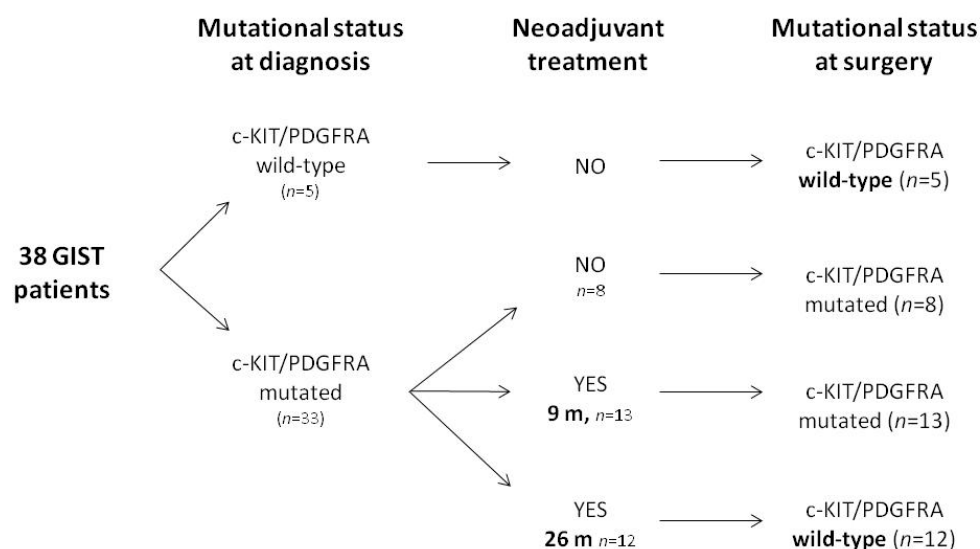 Mutational status
at diagnosis
Neoadjuvant
treatment
Mutational status
at surgery
c-KIT/PDGFRA
wild-type
(n=5)
NO
c-KIT/PDGFRA
wild-type (n=5)
38 GIST
patients
NO
n=8
c-KIT/PDGFRA
mutated (n=8)
c-KIT/PDGFRA
mutated
(n=33)
YES
9 m, n=13
c-KIT/PDGFRA
mutated (n=13)
YES
26 m n=12
c-KIT/PDGFRA
wild-type (n=12)